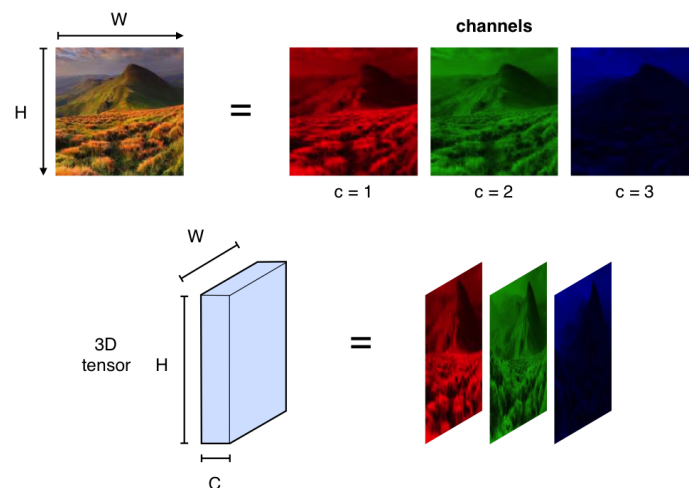 W
channels
H
=
c = 1
c = 2
c = 3
W
3D
tensor
H
=
C